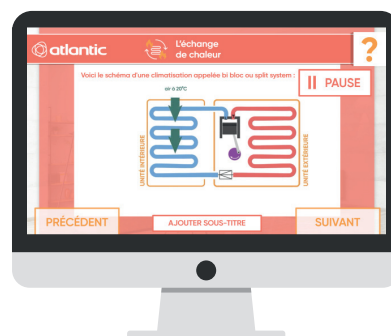 atlantic
L'échange
de chaleur
?
Voici le schéma d'une climatisation appelée bi bloc ou split system :
PAUSE
air à 20°C
UNITÉ INTÉRIEURE
UNITÉ EXTÉRIEURE
PRÉCÉDENT
AJOUTER SOUS-TITRE
SUIVANT